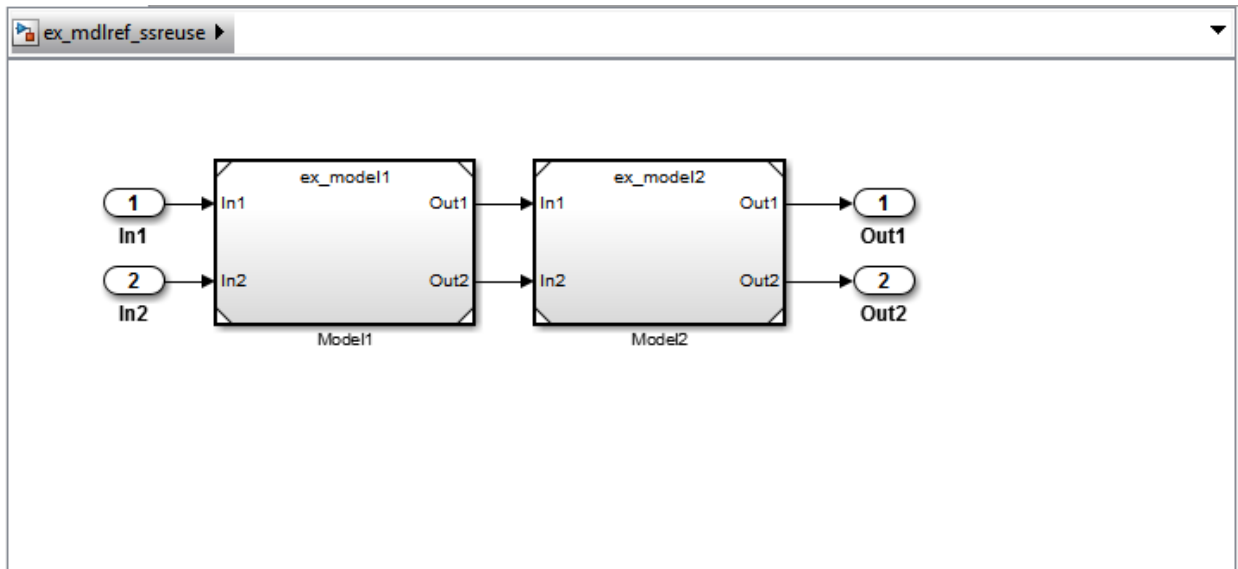 ex_mdlref_ssreuse
ex_model1
ex_model2
1
In1
Out1
In1
Out1
1
In1
Out1
2
In2
Out2
In2
Out2
2
In2
Out2
Model1
Model2